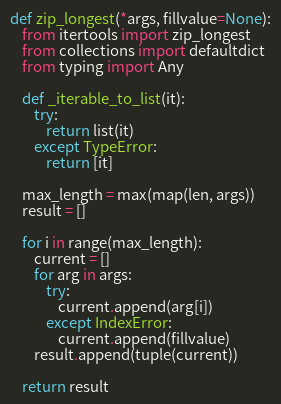 def zip_longest(*args, fillvalue=None):
    from itertools import zip_longest
    from collections import defaultdict
    from typing import Any

    def _iterable_to_list(it):
        try:
            return list(it)
        except TypeError:
            return [it]

    max_length = max(map(len, args))
    result = []

    for i in range(max_length):
        current = []
        for arg in args:
            try:
                current.append(arg[i])
            except IndexError:
                current.append(fillvalue)
        result.append(tuple(current))

    return result